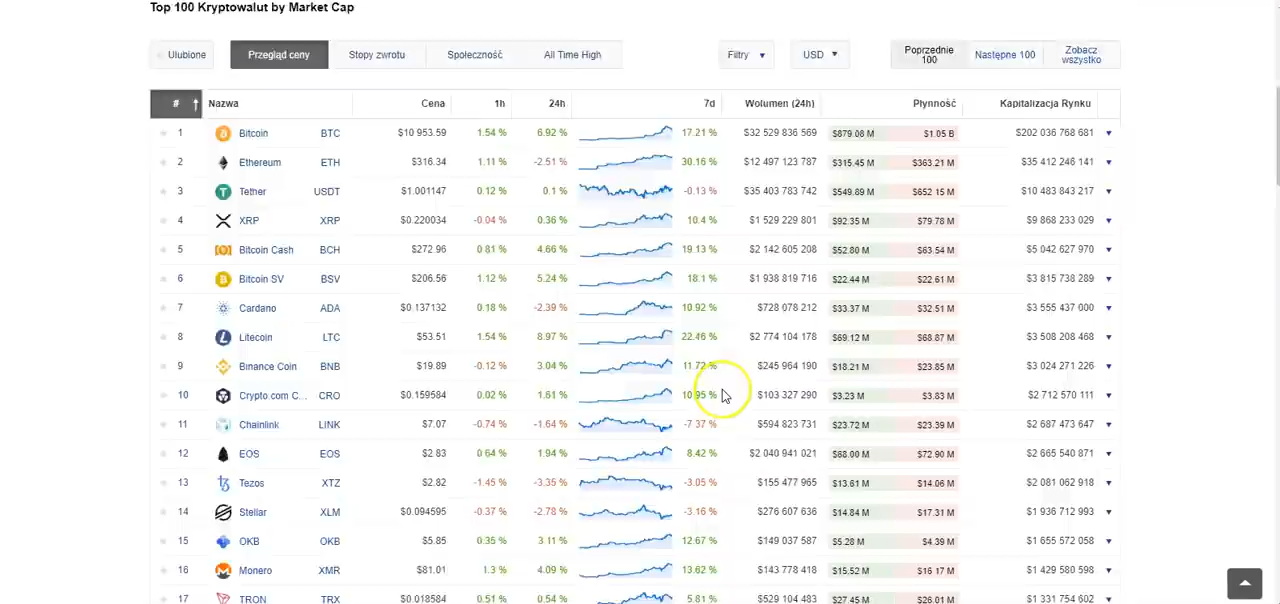 Top 100 Kryptowalut by Market Cap
Ulubione Przegląd ceny Stopy zwrotu Społeczność All Time High Filtry USD Poprzednie 100 Następne 100 Zobacz wszystko
# Nazwa Cena 1h 24h 7d Wolumen (24h) Płynność Kapitalizacja Rynku
1 Bitcoin BTC $10 953.59 1.54 % 6.92 % 17.21 % $32 529 836 569 $879.08 M $1.05 B $202 036 768 681
2 Ethereum ETH $316.34 1.11 % -2.51 % 30.16 % $12 497 123 787 $315.45 M $363.21 M $35 412 246 141
3 Tether USDT $1.001147 0.12 % 0.1 % -0.13 % $35 403 783 742 $549.89 M $652.15 M $10 483 843 217
4 XRP XRP $0.220034 -0.04 % 0.36 % 10.4 % $1 529 229 801 $92.35 M $79.78 M $9 868 233 029
5 Bitcoin Cash BCH $272.96 0.81 % 4.66 % 19.13 % $2 142 605 208 $52.80 M $63.54 M $5 042 627 970
6 Bitcoin SV BSV $206.56 1.12 % 5.24 % 18.1 % $1 938 819 716 $22.44 M $22.61 M $3 815 738 289
7 Cardano ADA $0.137132 0.18 % -2.39 % 10.92 % $728 078 212 $33.37 M $32.51 M $3 555 437 000
8 Litecoin LTC $53.51 1.54 % 8.97 % 22.46 % $2 774 104 178 $69.12 M $68.87 M $3 508 208 468
9 Binance Coin BNB $19.89 -0.12 % 3.04 % 11.72 % $245 964 190 $18.21 M $23.85 M $3 024 271 226
10 Crypto.com C... CRO $0.159584 0.02 % 1.61 % 10.95 % $103 327 290 $3.23 M $3.83 M $2 712 570 111
11 Chainlink LINK $7.07 -0.74 % -1.64 % -7.37 % $594 823 731 $23.72 M $23.39 M $2 687 473 647
12 EOS EOS $2.83 0.64 % 1.94 % 8.42 % $2 040 941 021 $68.00 M $72.90 M $2 665 540 871
13 Tezos XTZ $2.82 -1.45 % -3.35 % -3.05 % $155 477 965 $13.61 M $14.06 M $2 081 062 918
14 Stellar XLM $0.094595 -0.37 % -2.78 % -3.16 % $276 607 636 $14.84 M $17.31 M $1 936 712 993
15 OKB OKB $5.85 0.35 % 3.11 % 12.67 % $149 037 587 $5.28 M $4.39 M $1 655 572 058
16 Monero XMR $81.01 1.3 % 4.09 % 13.62 % $143 778 418 $15.52 M $16.17 M $1 429 580 598
17 TRON TRX $0.018584 0.51 % 0.54 % 5.81 % $529 104 483 $27.45 M $26.01 M $1 331 754 602